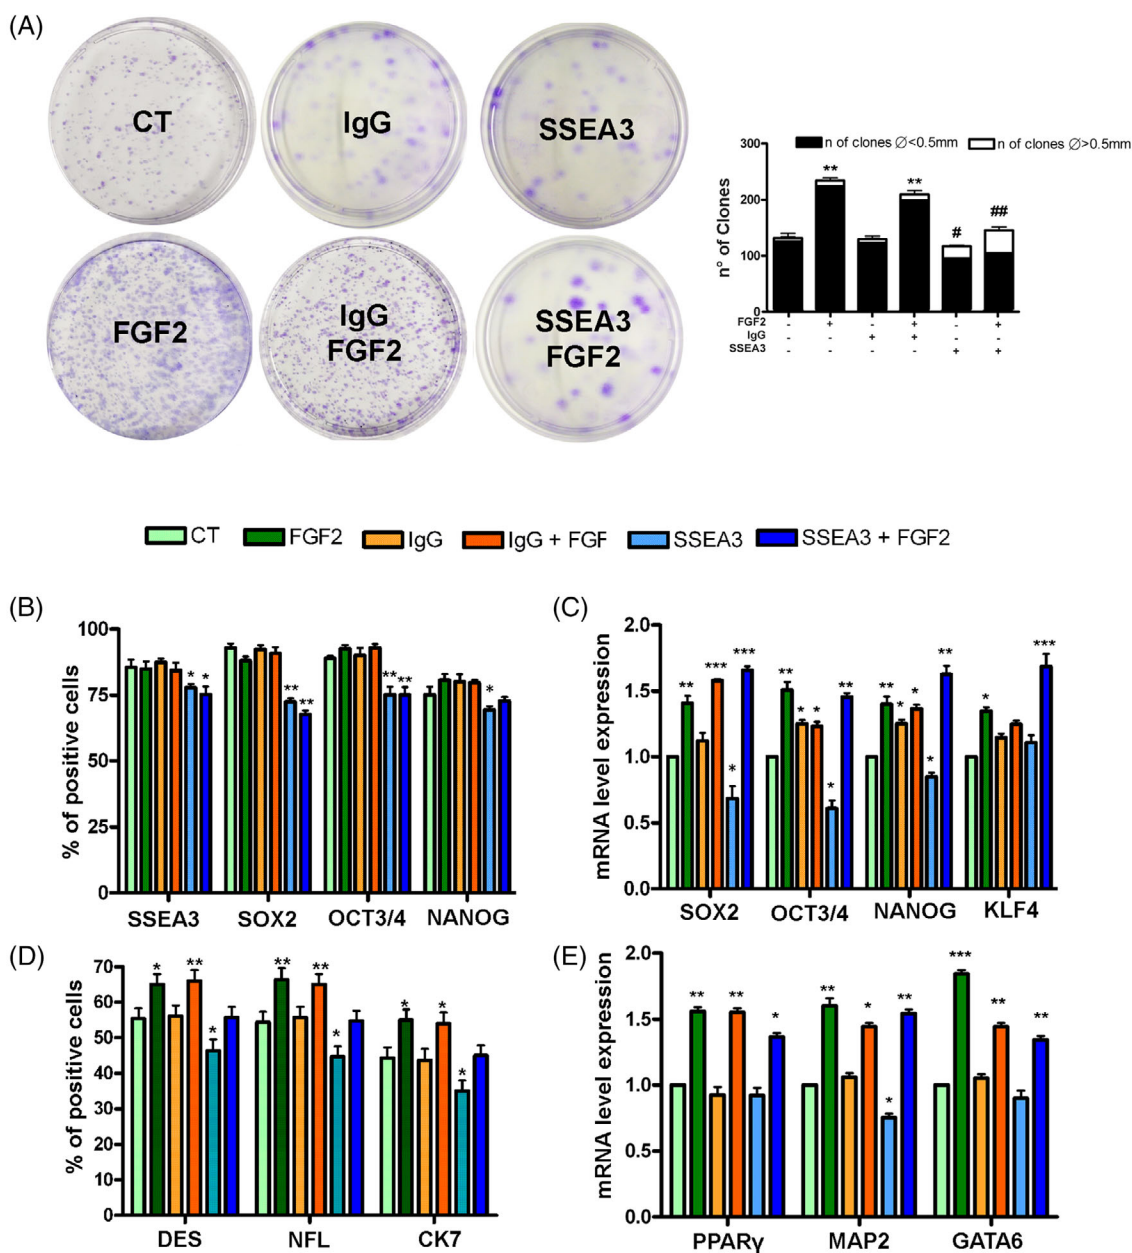 (A)
CT
IgG
SSEA3
FGF2
IgG
FGF2
SSEA3
FGF2
n of clones Ø<0.5mm
n of clones Ø>0.5mm
n° of Clones
300
200
100
0
**
**
#
##
FGF2 - + - + - +
IgG - - + + - -
SSEA3 - - - - + +
CT
FGF2
IgG
IgG + FGF
SSEA3
SSEA3 + FGF2
(B)
% of positive cells
100
75
50
25
0
* *
** **
** **
*
SSEA3 SOX2 OCT3/4 NANOG
(C)
mRNA level expression
2.0
1.5
1.0
0.5
0.0
** *** * ***
** * * * **
** * * * **
* ***
SOX2 OCT3/4 NANOG KLF4
(D)
% of positive cells
70
60
50
40
30
20
10
0
* ** *
** ** *
* * *
DES NFL CK7
(E)
mRNA level expression
2.0
1.5
1.0
0.5
0.0
** ** *
** * * **
*** ** **
PPARγ MAP2 GATA6